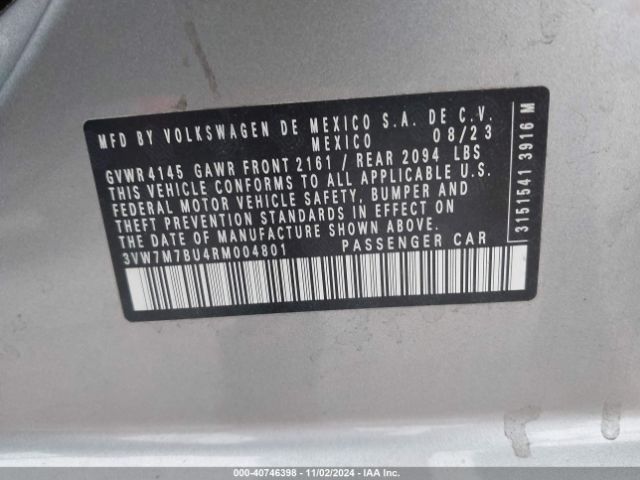 MFD BY VOLKSWAGEN DE MEXICO S.A. DE C.V.
MEXICO 08/23
GVWR 4145 GAWR FRONT 2161 / REAR 2094 LBS
THIS VEHICLE CONFORMS TO ALL APPLICABLE U.S.
FEDERAL MOTOR VEHICLE SAFETY, BUMPER AND
THEFT PREVENTION STANDARDS IN EFFECT ON
THE DATE OF MANUFACTURE SHOWN ABOVE.
3VW7M7BU4RM004801 PASSENGER CAR
3151541 3916 M
000-40746398 - 11/02/2024 - IAA Inc.